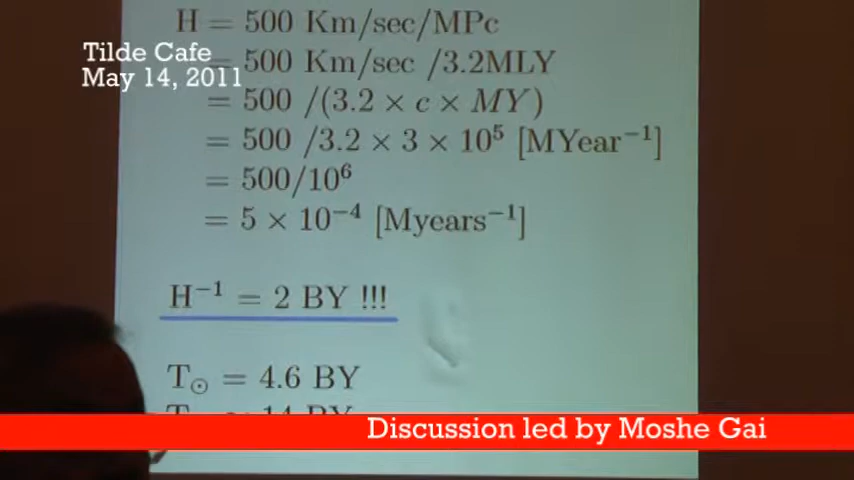 H = 500 Km/sec/MPc
Tilde Cafe
= 500 Km/sec /3.2MLY
May 14, 2011
= 500 /(3.2 × c × MY)
= 500 /3.2 × 3 × 10⁵ [MYear⁻¹]
= 500/10⁶
= 5 × 10⁻⁴ [Myears⁻¹]
H⁻¹ = 2 BY !!!
T☉ = 4.6 BY
Discussion led by Moshe Gai